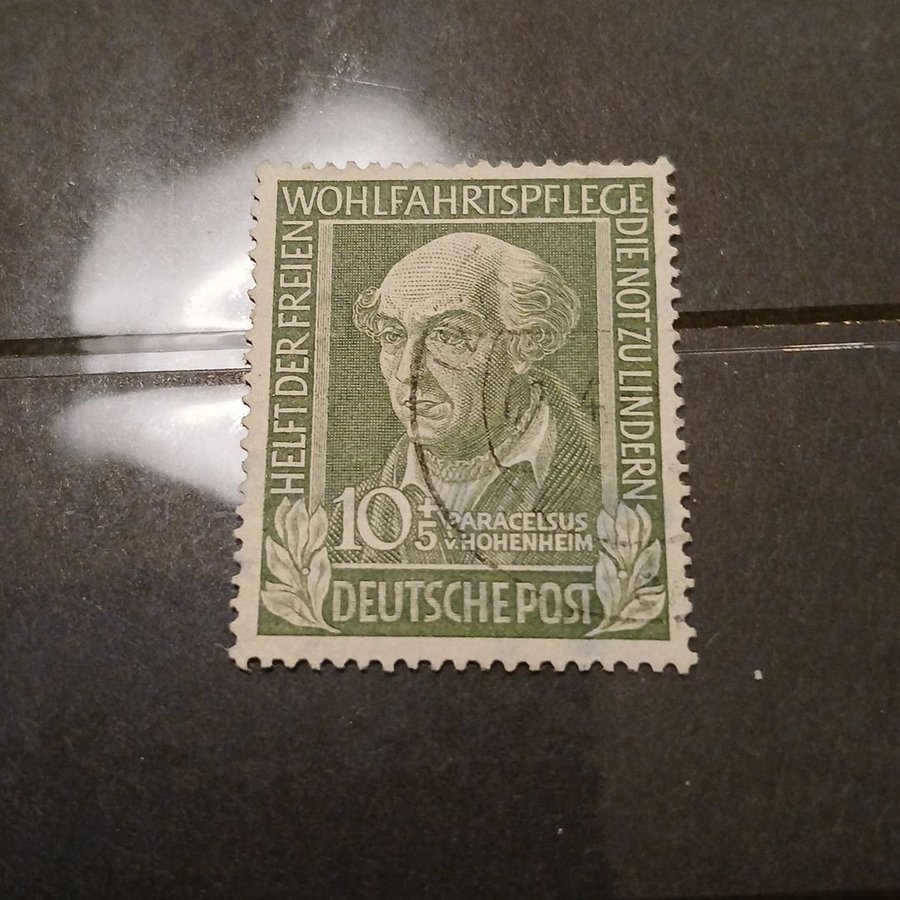 HELFT DER FREIEN
WOHLFAHRTSPFLEGE
DIE NOT ZU LINDERN
10 + 5
PARACELSUS
V. HOHENHEIM
DEUTSCHE POST